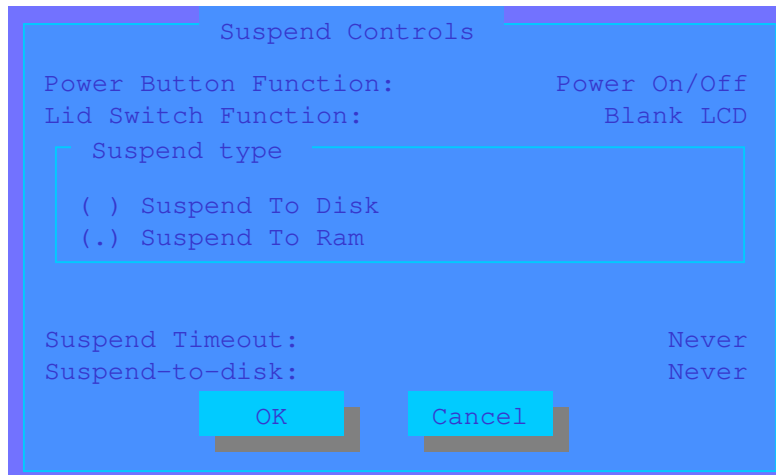 Suspend Controls
Power Button Function: Power On/Off
Lid Switch Function: Blank LCD
Suspend type
( ) Suspend To Disk
(.) Suspend To Ram
Suspend Timeout: Never
Suspend-to-disk: Never
OK Cancel